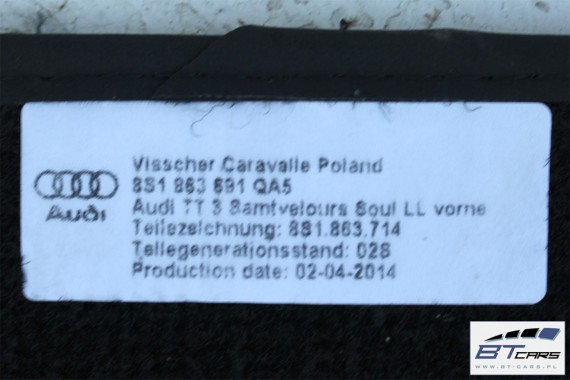 Visscher Caravelle Poland
8S1 863 691 QA5
Audi TT 3 Samtvelours Soul LL vorne
Teilezeichnung: 8S1.863.714
Teilegenerationsstand: 028
Production date: 02-04-2014
Audi
BTCARS
WWW.BT-CARS.PL